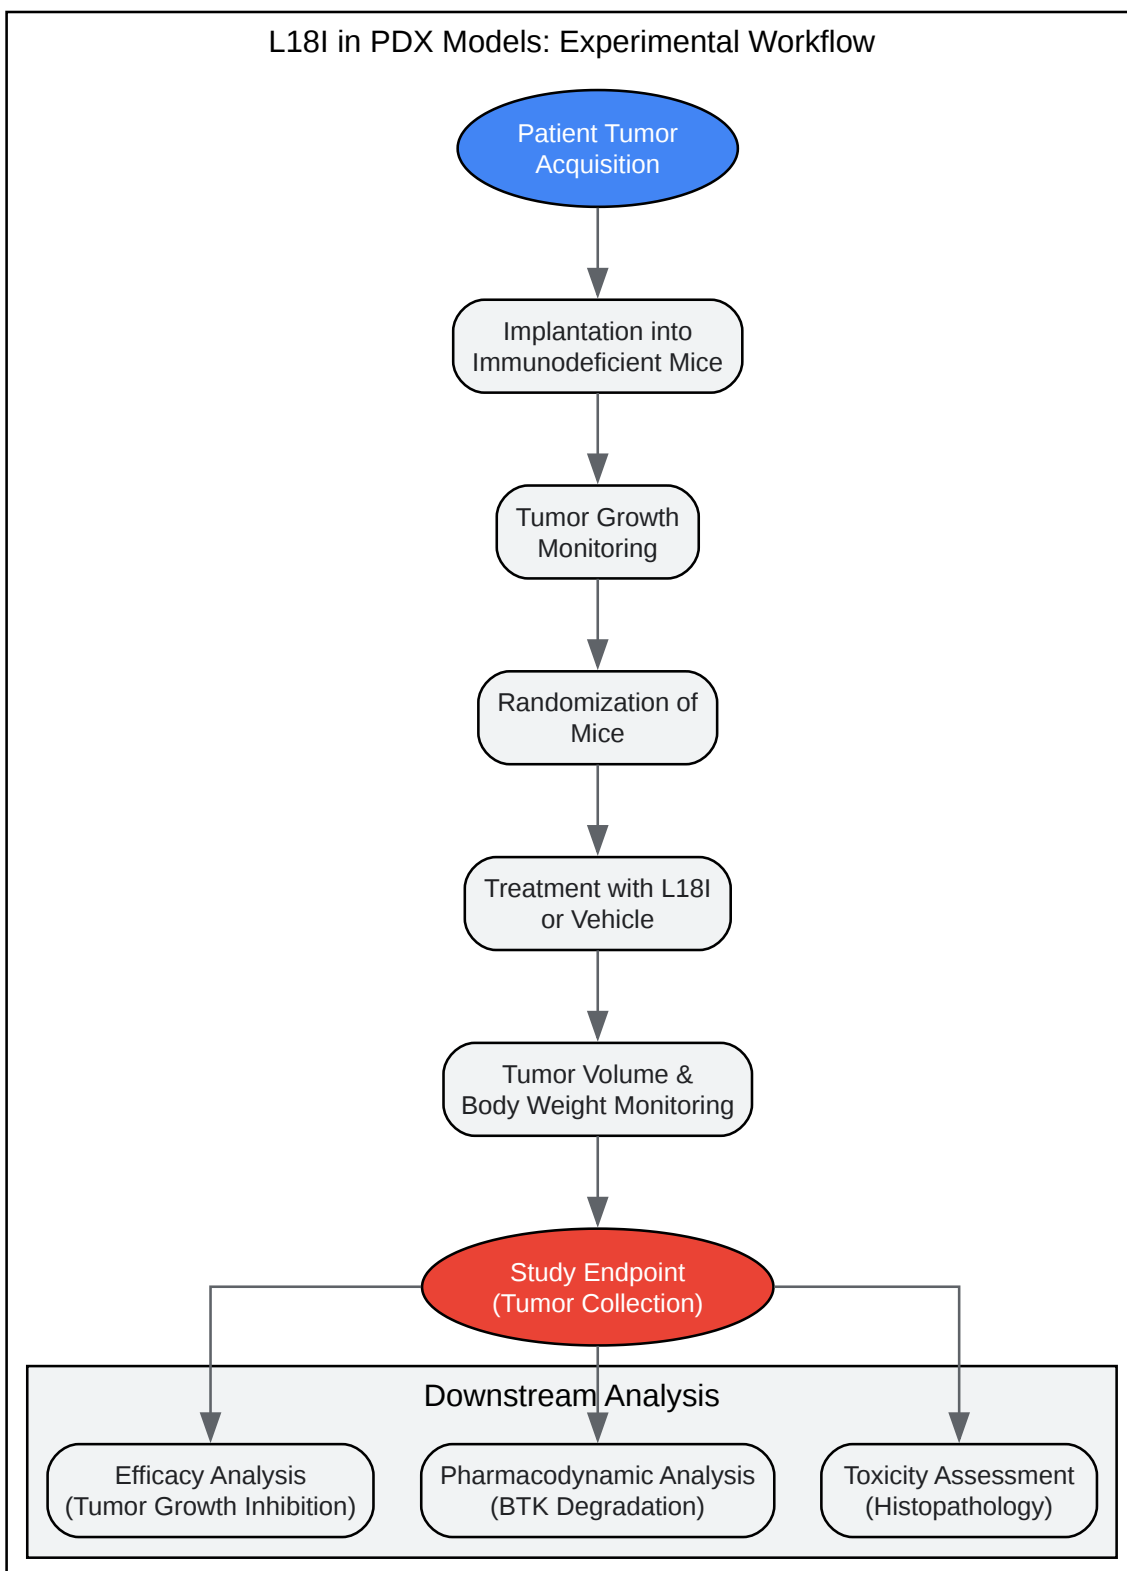 L18I in PDX Models: Experimental Workflow
Patient Tumor
Acquisition
Implantation into
Immunodeficient Mice
Tumor Growth
Monitoring
Randomization of
Mice
Treatment with L18I
or Vehicle
Tumor Volume &
Body Weight Monitoring
Study Endpoint
(Tumor Collection)
Downstream Analysis
Efficacy Analysis
(Tumor Growth Inhibition)
Pharmacodynamic Analysis
(BTK Degradation)
Toxicity Assessment
(Histopathology)